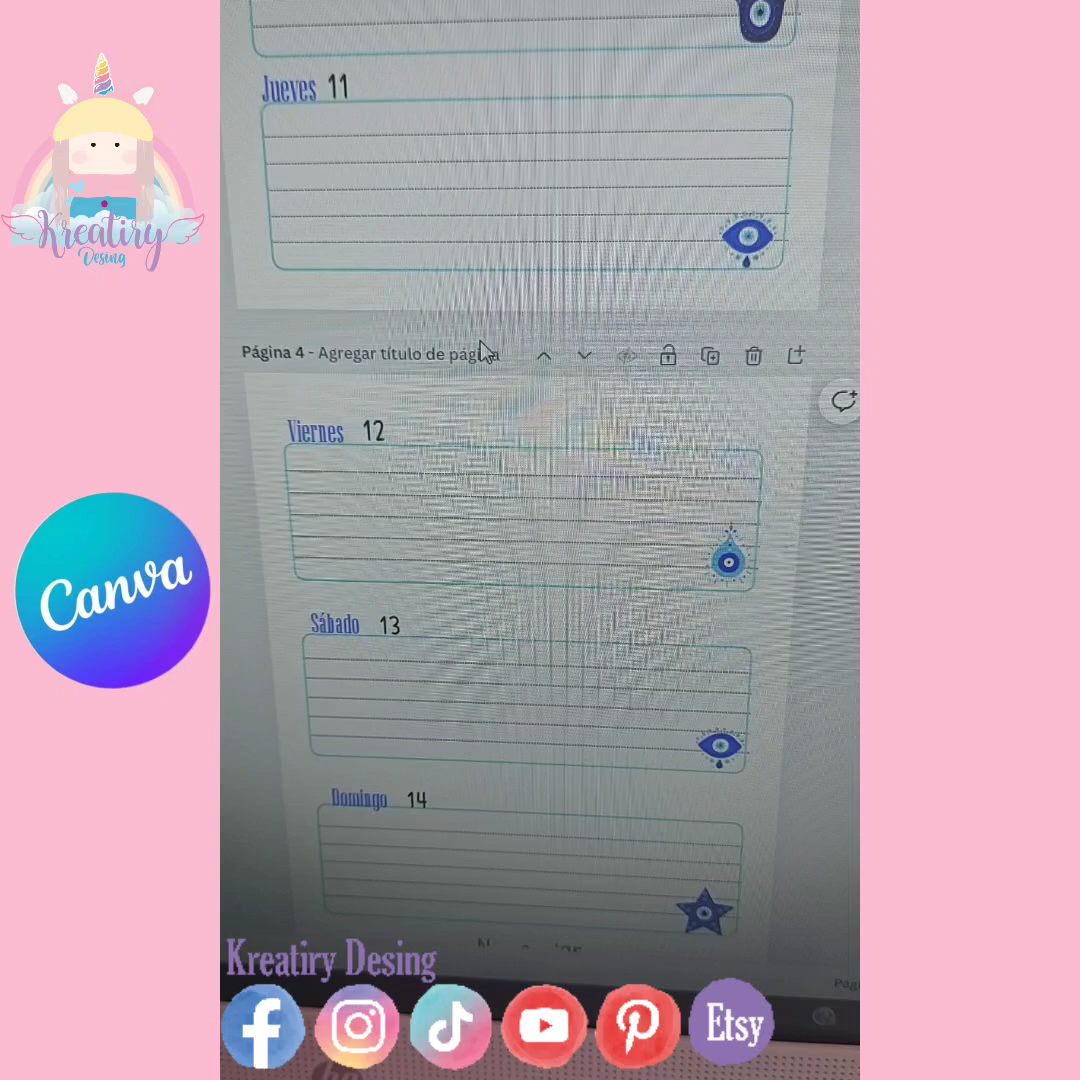 Jueves 11
Kreatiry
Desing
Página 4 - Agregar título de página
Viernes 12
Canva
Sábado 13
Domingo 14
Kreatiry Desing
Etsy